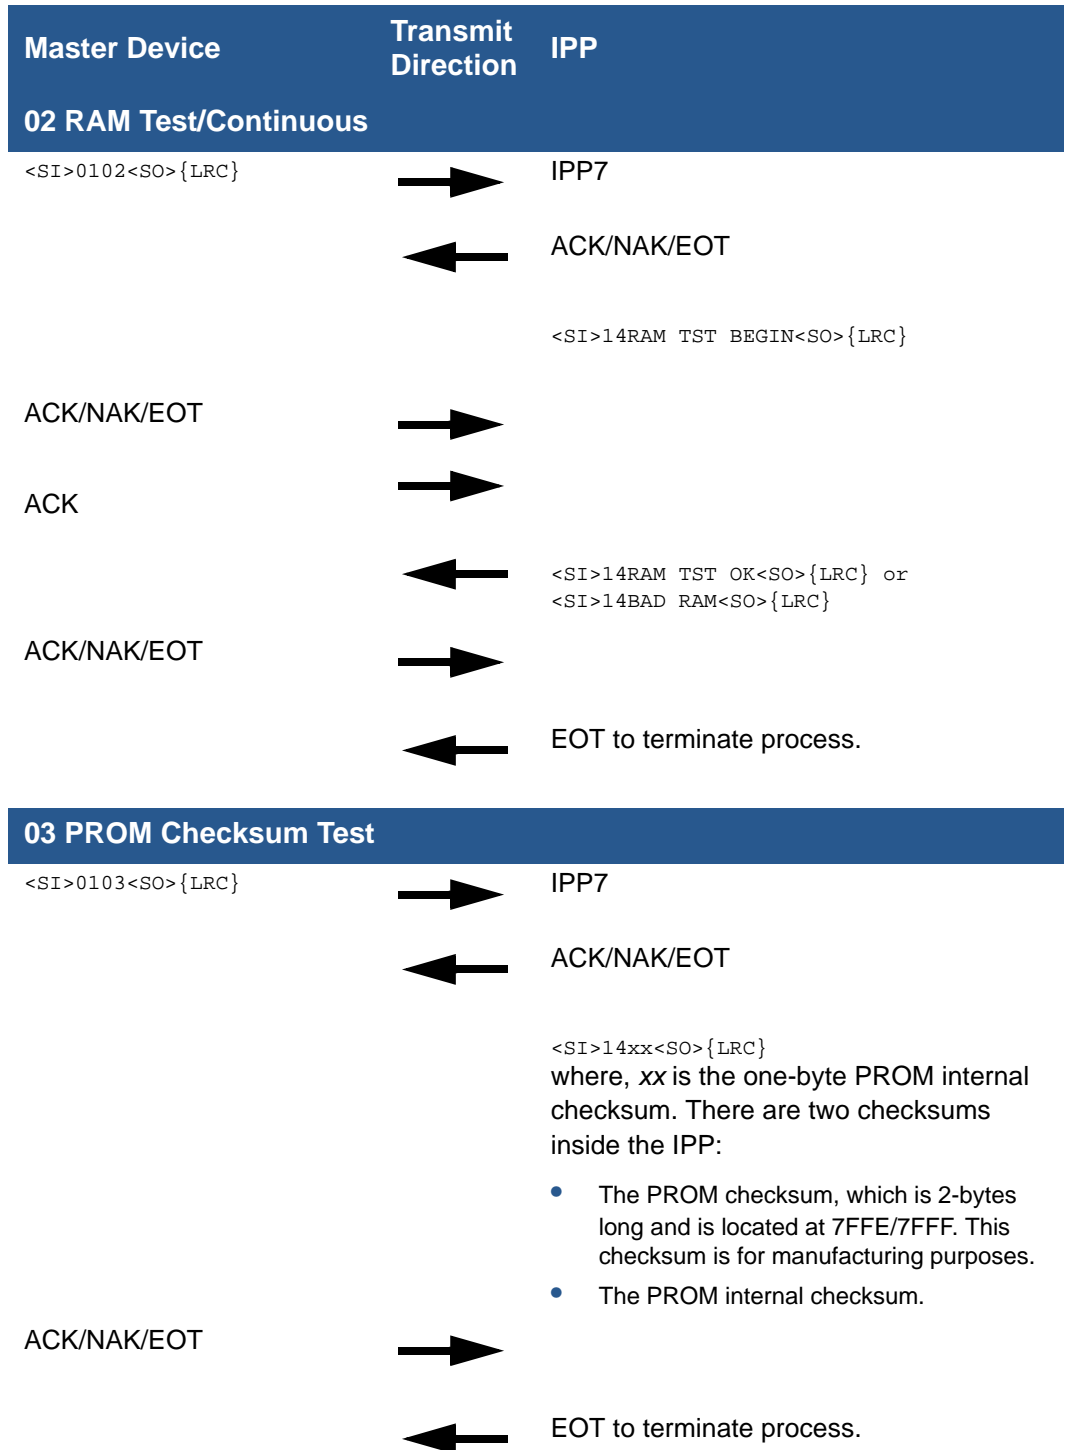 Master Device
Transmit
Direction
IPP
02 RAM Test/Continuous
<SI>0102<SO>{LRC}
IPP7
ACK/NAK/EOT
<SI>14RAM TST BEGIN<SO>{LRC}
ACK/NAK/EOT
ACK
<SI>14RAM TST OK<SO>{LRC} or
<SI>14BAD RAM<SO>{LRC}
ACK/NAK/EOT
EOT to terminate process.
03 PROM Checksum Test
<SI>0103<SO>{LRC}
IPP7
ACK/NAK/EOT
<SI>14xx<SO>{LRC}
where, xx is the one-byte PROM internal
checksum. There are two checksums
inside the IPP:
• The PROM checksum, which is 2-bytes
long and is located at 7FFE/7FFF. This
checksum is for manufacturing purposes.
• The PROM internal checksum.
ACK/NAK/EOT
EOT to terminate process.